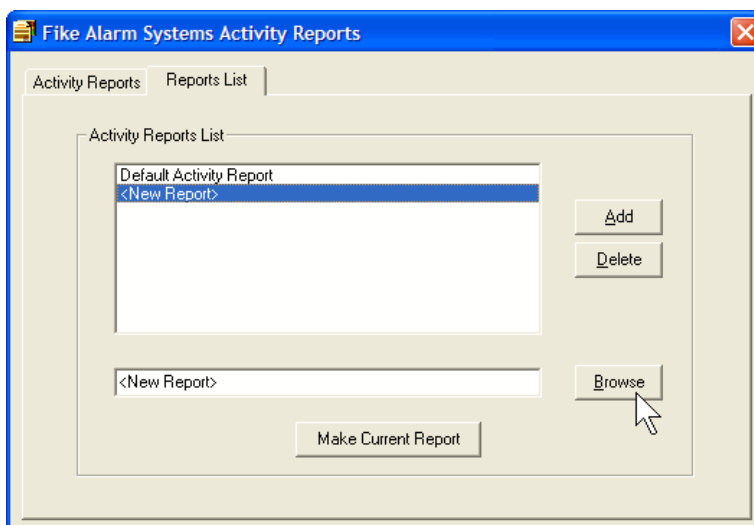 Fike Alarm Systems Activity Reports
Activity Reports
Reports List
Activity Reports List
Default Activity Report
<New Report>
Add
Delete
<New Report>
Browse
Make Current Report